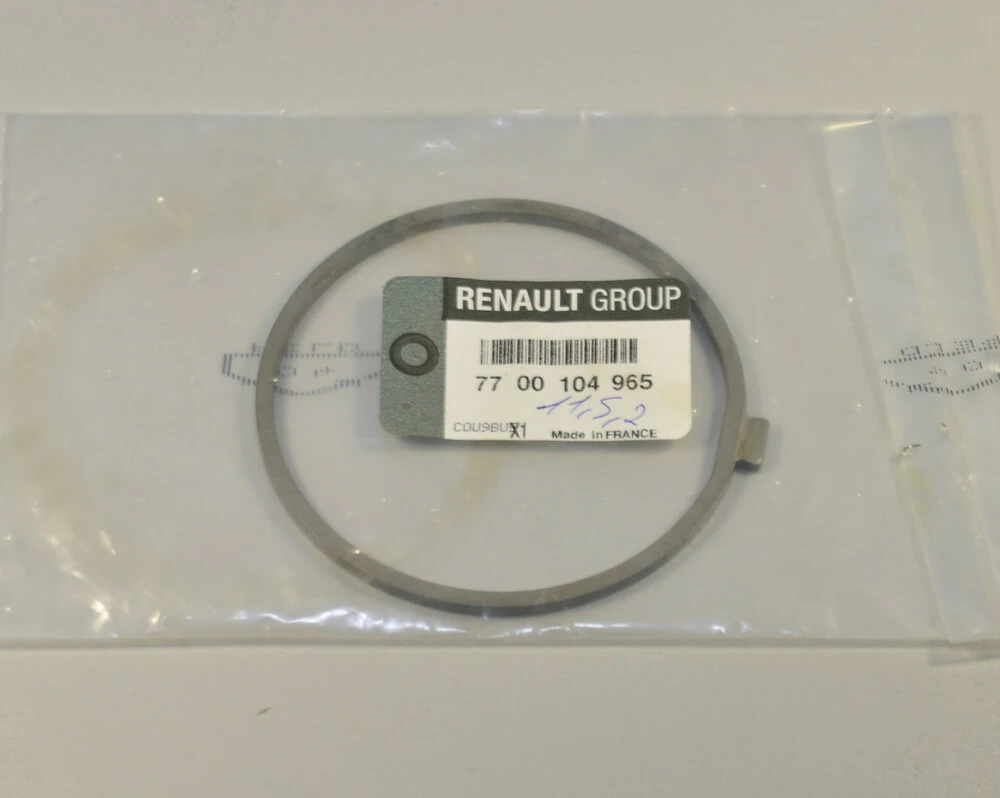 RENAULT GROUP
77 00 104 965
11,5,2
X1
Made in FRANCE